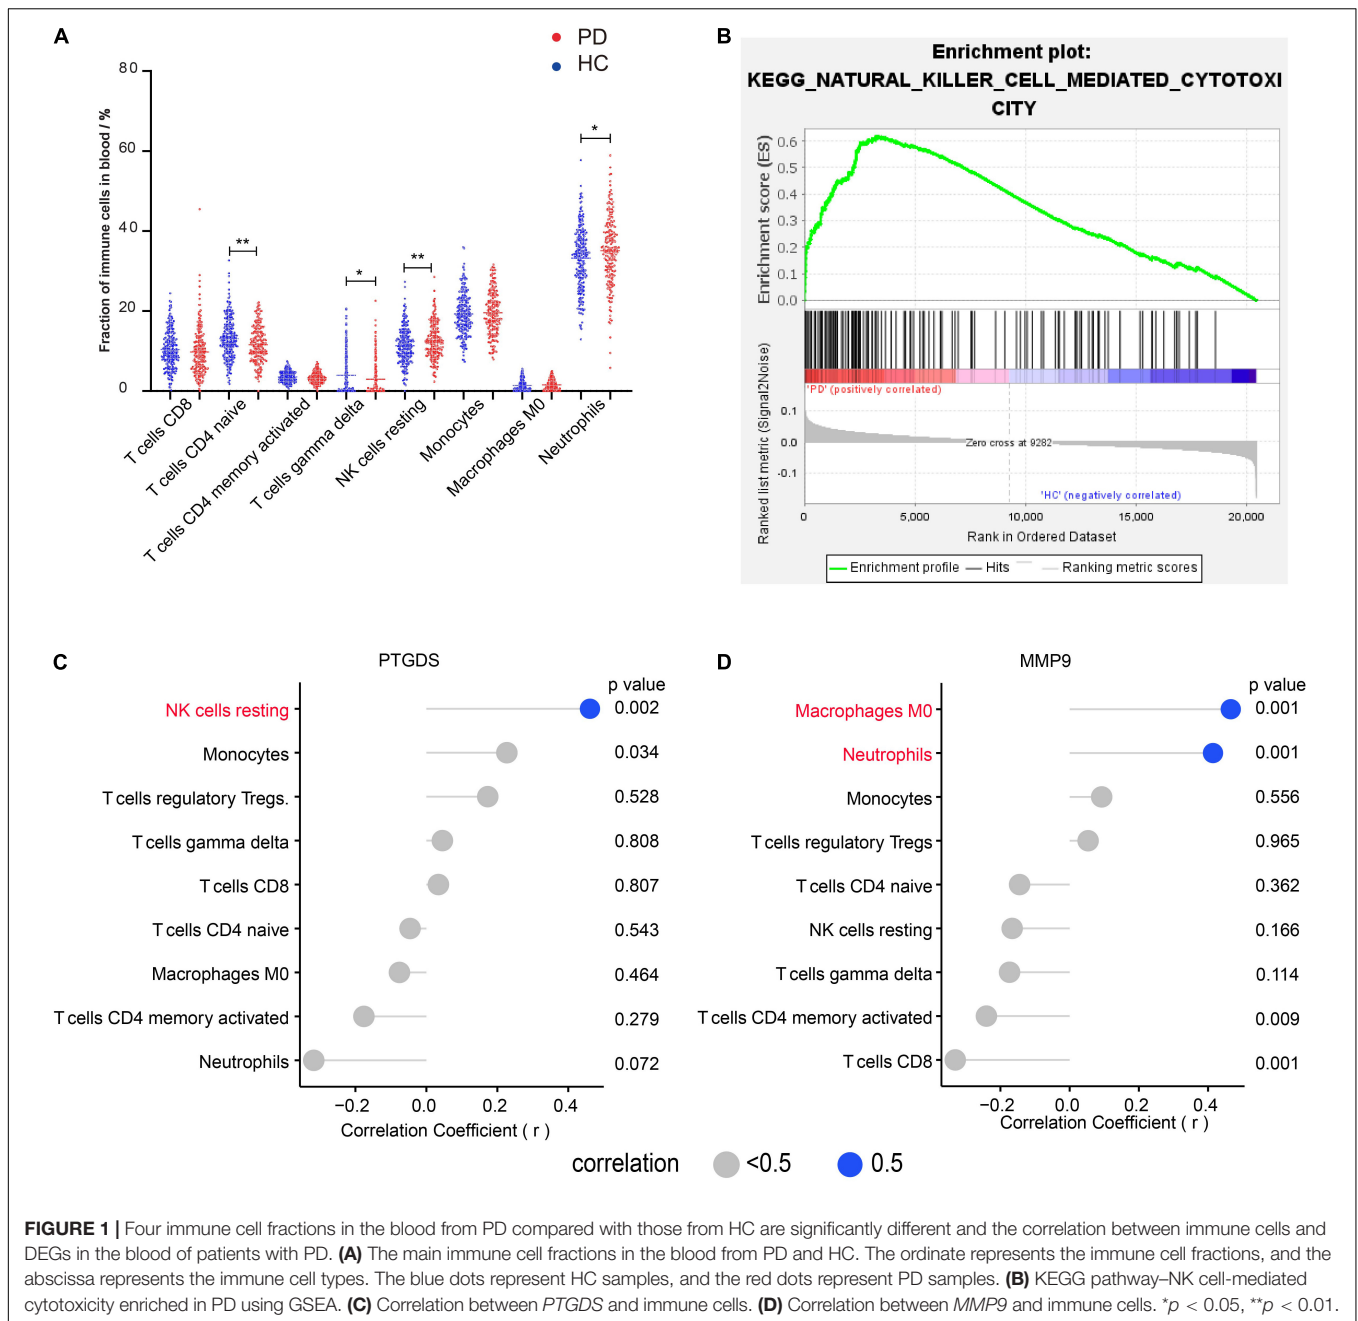 A
PD
HC
Fraction of immune cells in blood / %
80
60
40
20
0
**
*
**
*
T cells CD8
T cells CD4 naive
T cells CD4 memory activated
T cells gamma delta
NK cells resting
Monocytes
Macrophages M0
Neutrophils
B
Enrichment plot:
KEGG_NATURAL_KILLER_CELL_MEDIATED_CYTOTOXI
CITY
Enrichment score (ES)
0.6
0.5
0.4
0.3
0.2
0.1
0.0
'PD' (positively correlated)
Ranked list metric (Signal2Noise)
0.1
0.0
-0.1
Zero cross at 9282
'HC' (negatively correlated)
0 5,000 10,000 15,000 20,000
Rank in Ordered Dataset
Enrichment profile Hits Ranking metric scores
C
PTGDS
p value
NK cells resting 0.002
Monocytes 0.034
T cells regulatory Tregs. 0.528
T cells gamma delta 0.808
T cells CD8 0.807
T cells CD4 naive 0.543
Macrophages M0 0.464
T cells CD4 memory activated 0.279
Neutrophils 0.072
−0.2 0.0 0.2 0.4
Correlation Coefficient ( r )
D
MMP9
p value
Macrophages M0 0.001
Neutrophils 0.001
Monocytes 0.556
T cells regulatory Tregs 0.965
T cells CD4 naive 0.362
NK cells resting 0.166
T cells gamma delta 0.114
T cells CD4 memory activated 0.009
T cells CD8 0.001
−0.2 0.0 0.2 0.4
Correlation Coefficient ( r )
correlation <0.5 0.5
FIGURE 1 | Four immune cell fractions in the blood from PD compared with those from HC are significantly different and the correlation between immune cells and
DEGs in the blood of patients with PD. (A) The main immune cell fractions in the blood from PD and HC. The ordinate represents the immune cell fractions, and the
abscissa represents the immune cell types. The blue dots represent HC samples, and the red dots represent PD samples. (B) KEGG pathway–NK cell-mediated
cytotoxicity enriched in PD using GSEA. (C) Correlation between PTGDS and immune cells. (D) Correlation between MMP9 and immune cells. *p < 0.05, **p < 0.01.